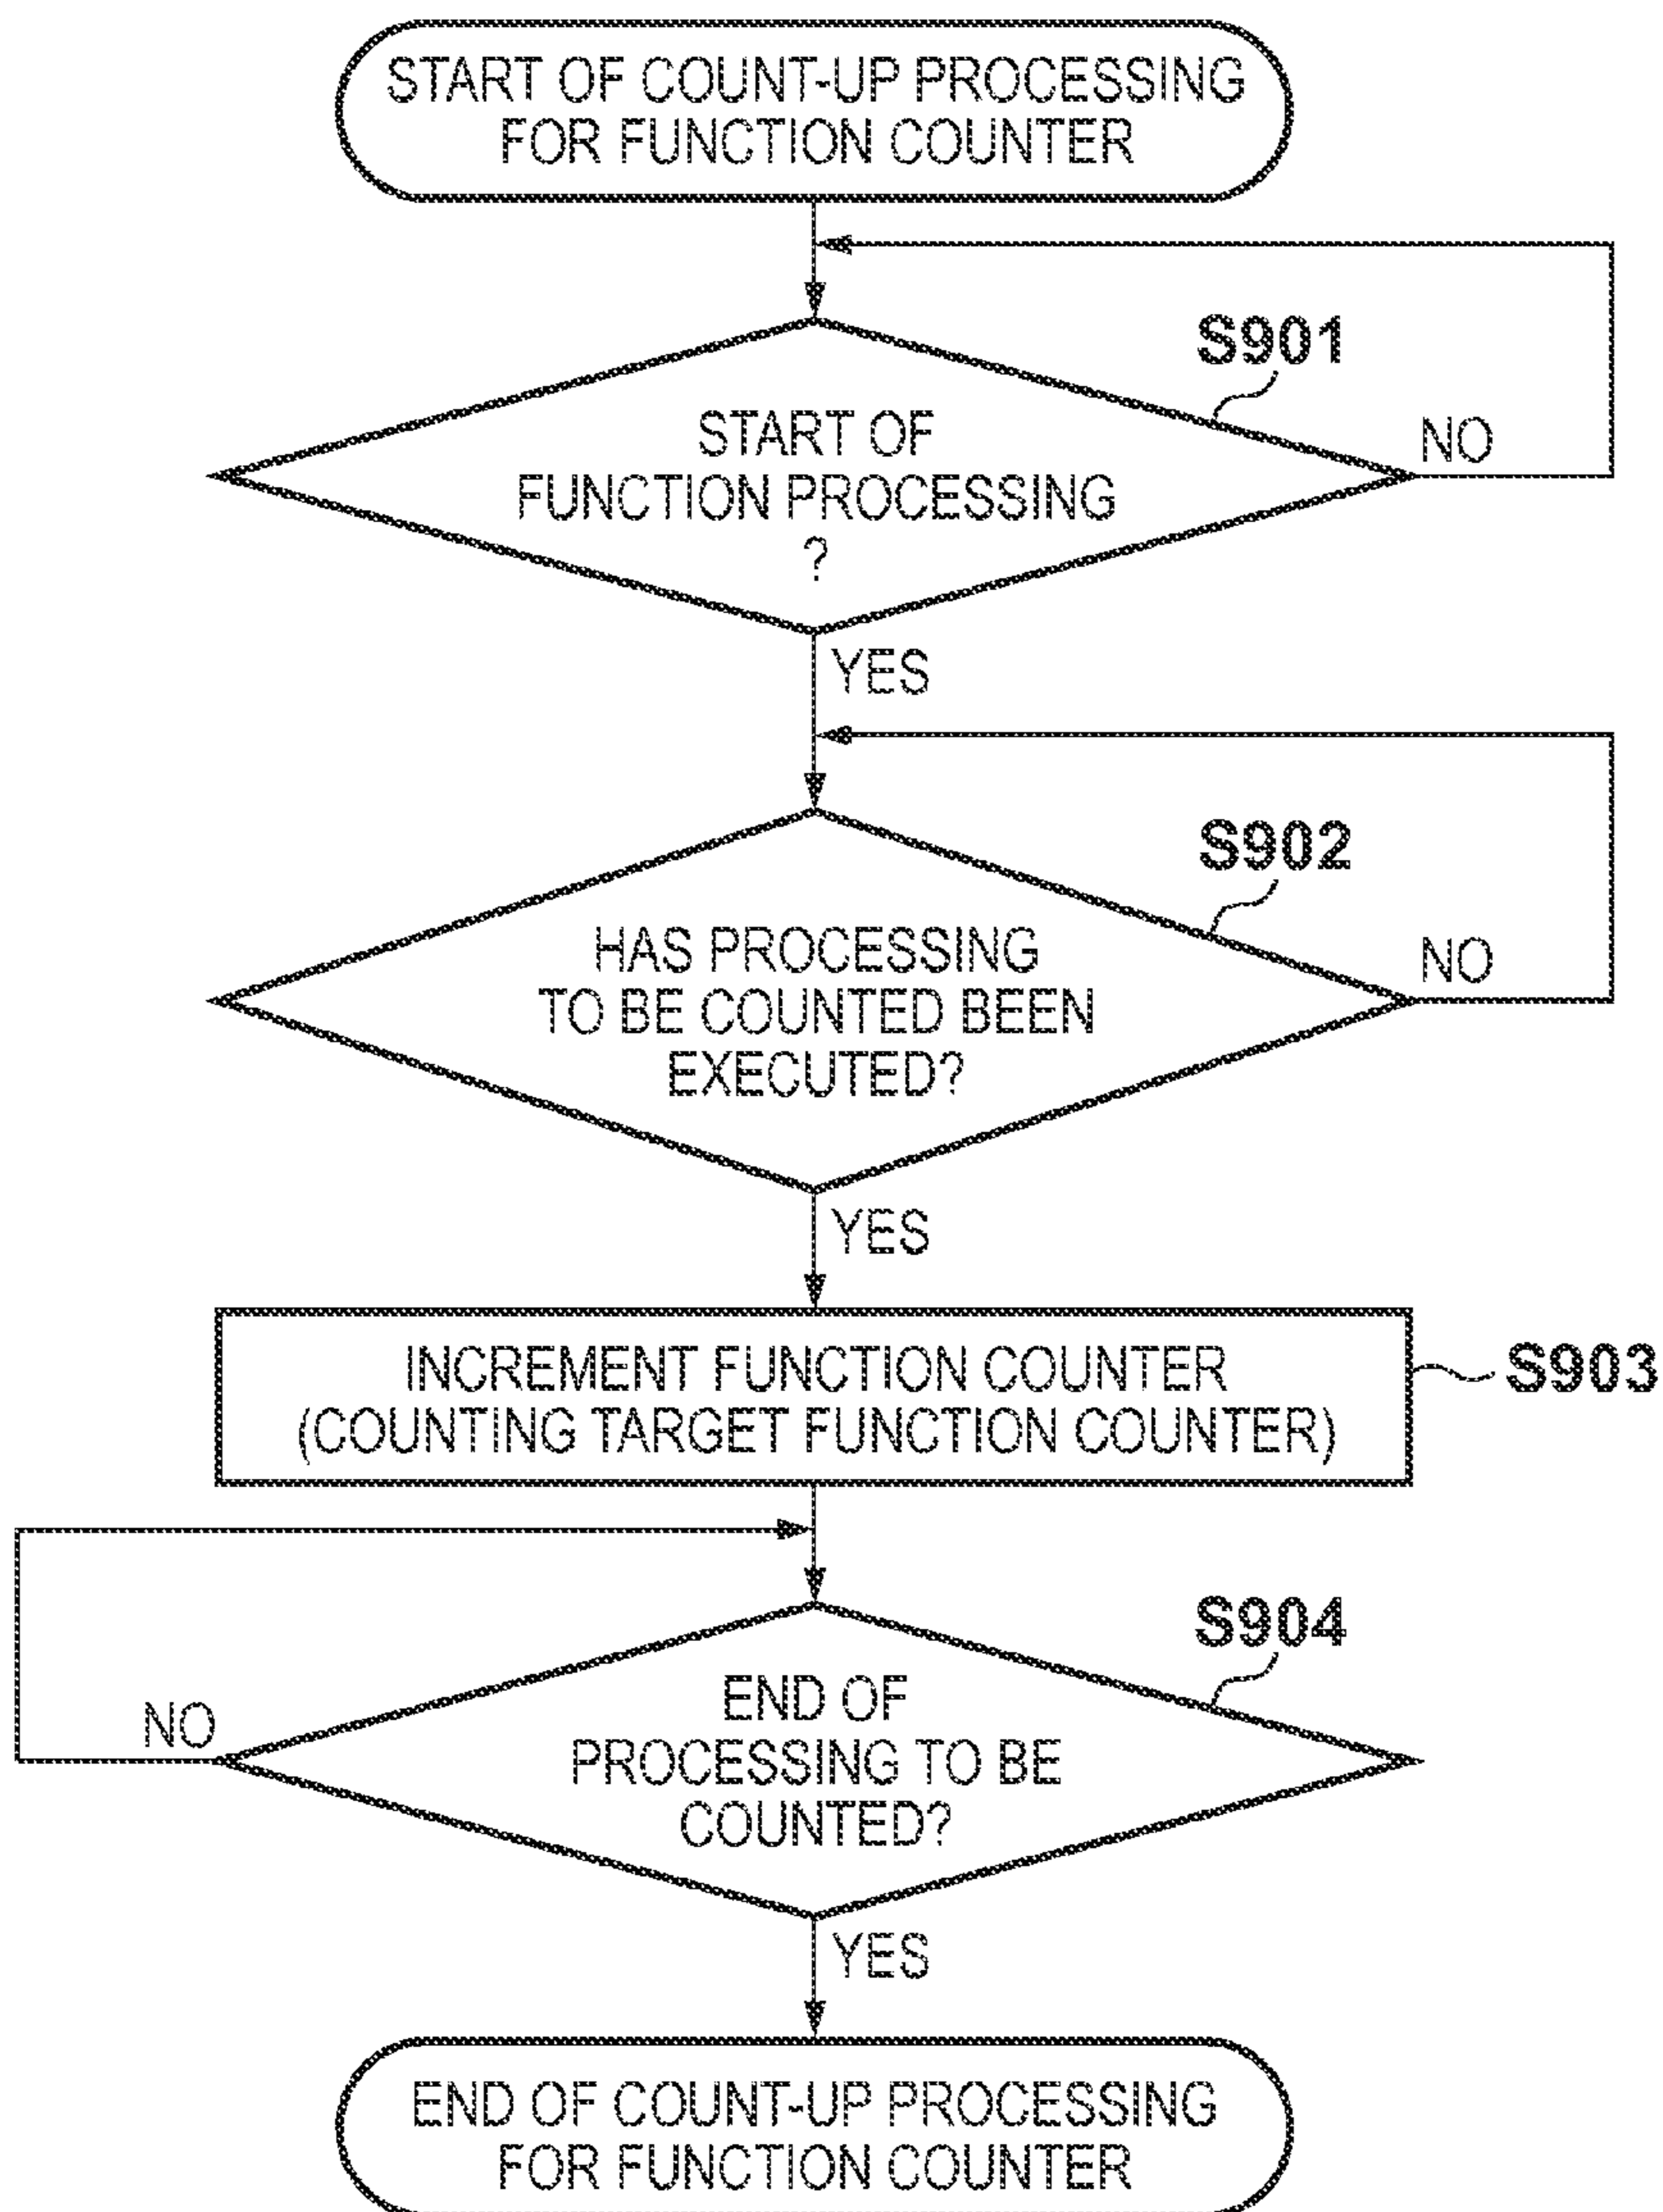 START OF COUNT-UP PROCESSING
FOR FUNCTION COUNTER
S901
START OF
FUNCTION PROCESSING
?
NO
YES
S902
HAS PROCESSING
TO BE COUNTED BEEN
EXECUTED?
NO
YES
INCREMENT FUNCTION COUNTER
(COUNTING TARGET FUNCTION COUNTER)
S903
S904
END OF
PROCESSING TO BE
COUNTED?
NO
YES
END OF COUNT-UP PROCESSING
FOR FUNCTION COUNTER